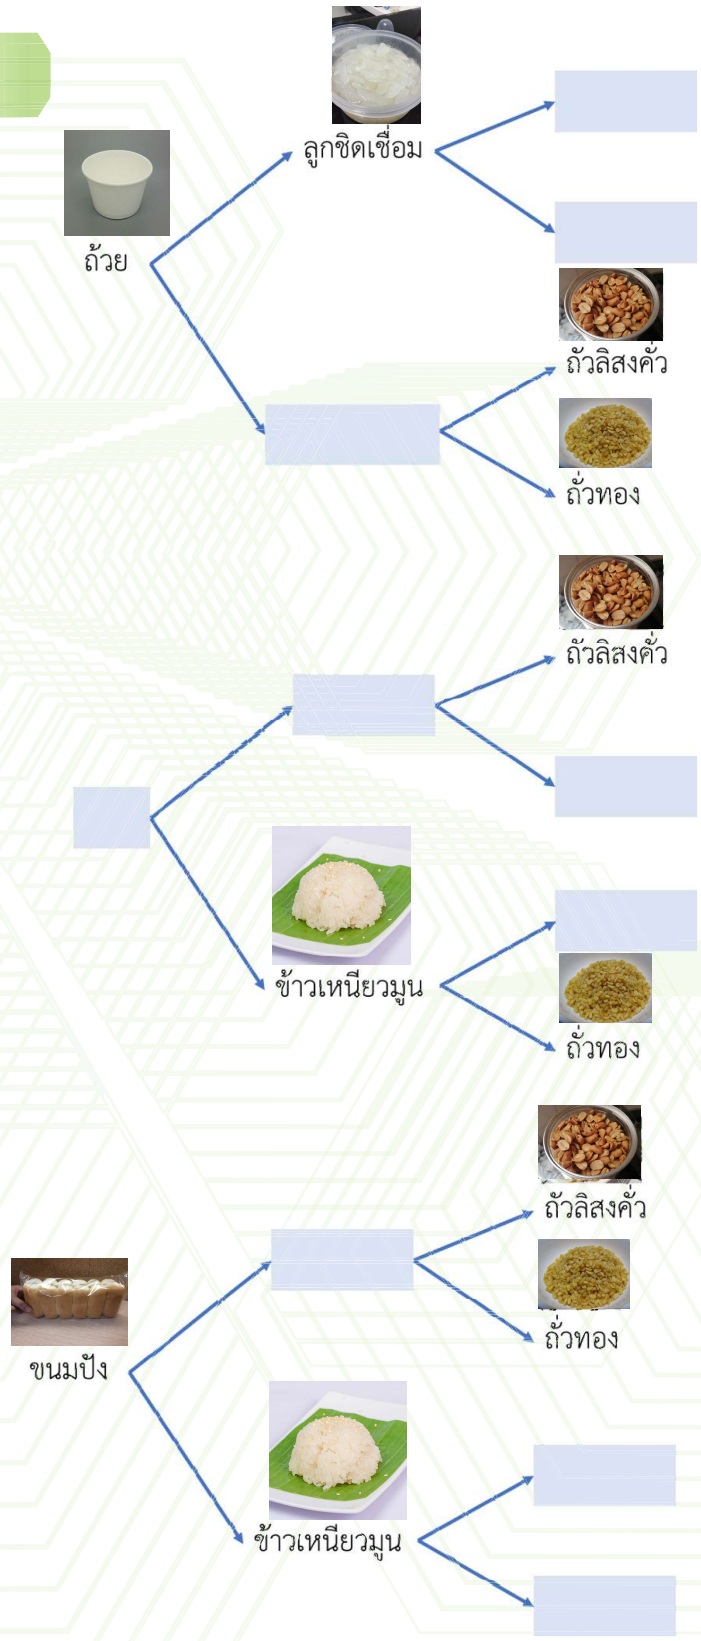 ลูกชิดเชื่อม
ถ้วย
ถัวลิสงคั่ว
ถั่วทอง
ถัวลิสงคั่ว
ข้าวเหนียวมูน
ถั่วทอง
ถัวลิสงคั่ว
ถั่วทอง
ขนมปัง
ข้าวเหนียวมูน